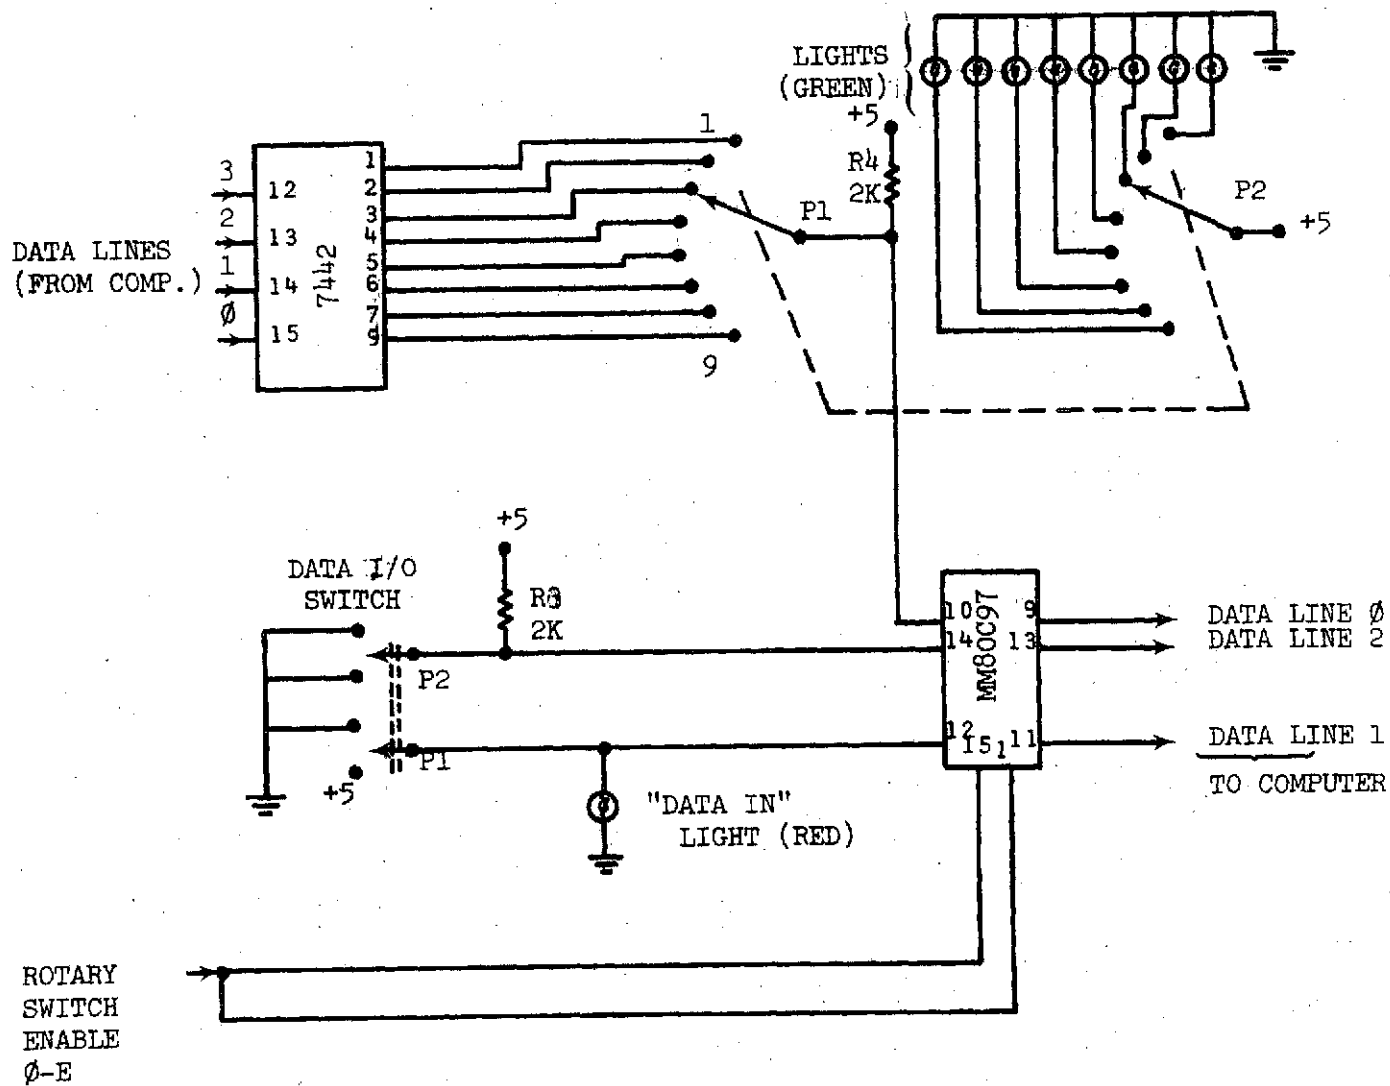 LIGHTS
(GREEN)
+5
R4
2K
P1
P2
+5
1
9
3
2
1
Ø
DATA LINES
(FROM COMP.)
12
13
14
15
7442
1
2
3
4
5
6
7
9
+5
DATA I/O
SWITCH
2K
P2
P1
+5
"DATA IN"
LIGHT (RED)
10
14
12
15
1
9
13
11
MM80C97
DATA LINE Ø
DATA LINE 2
DATA LINE 1
TO COMPUTER
ROTARY
SWITCH
ENABLE
Ø-E